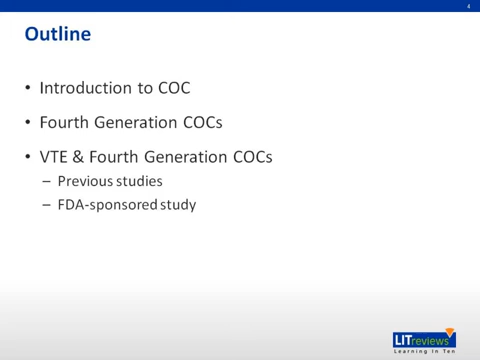 4
Outline
• Introduction to COC
• Fourth Generation COCs
• VTE & Fourth Generation COCs
– Previous studies
– FDA-sponsored study
LITreviews
Learning in Ten